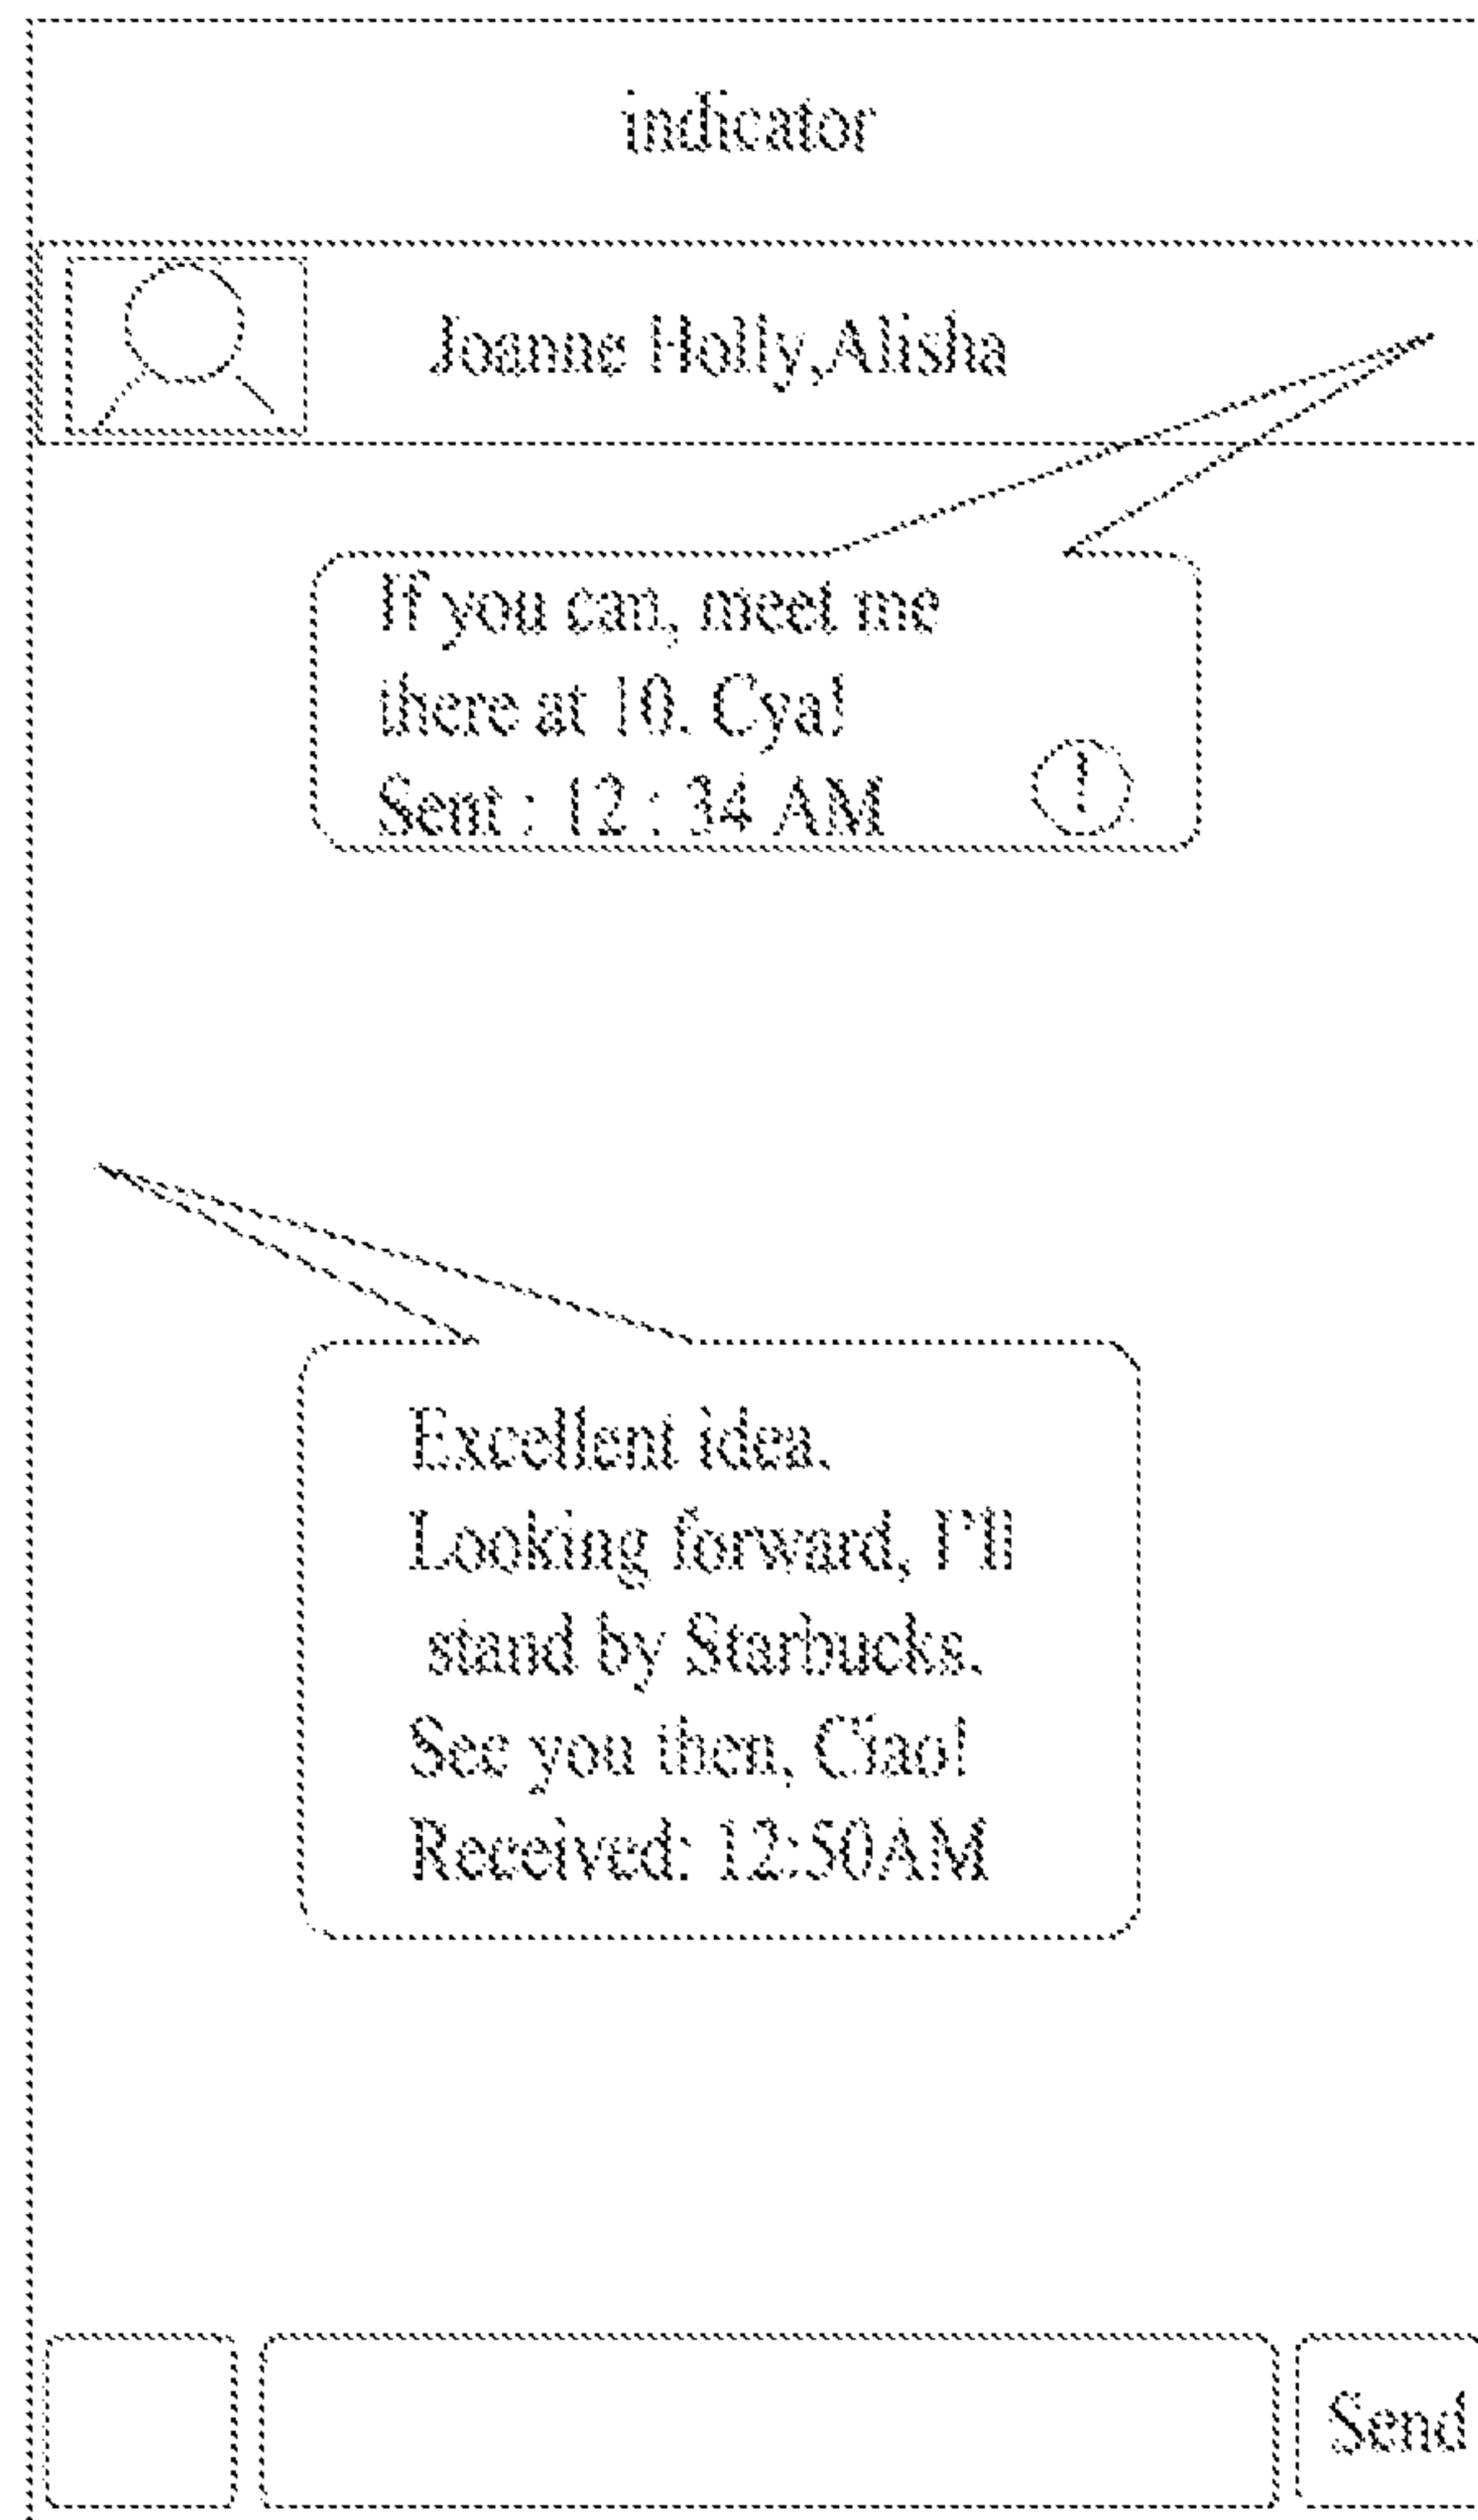 indicator
Joanne Holly,Alisha
If you can, meet me
there at 10. Cya!
Sent : 12 : 34 AM
!
Excellent idea.
Looking forward, I'll
stand by Starbucks.
See you then, Ciao!
Received: 12:50AM
Send